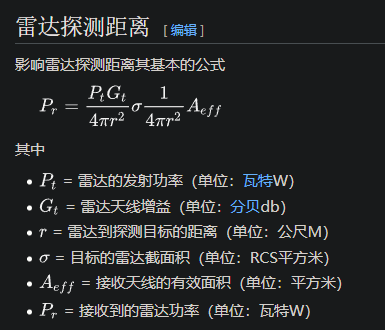 雷达探测距离 [编辑]
影响雷达探测距离其基本的公式
P_r = \frac{P_t G_t}{4πr^2} σ \frac{1}{4πr^2} A_{eff}
其中
• P_t = 雷达的发射功率（单位：瓦特W）
• G_t = 雷达天线增益（单位：分贝db）
• r = 雷达到探测目标的距离（单位：公尺M）
• σ = 目标的雷达截面积（单位：RCS平方米）
• A_{eff} = 接收天线的有效面积（单位：平方米）
• P_r = 接收到的雷达功率（单位：瓦特W）